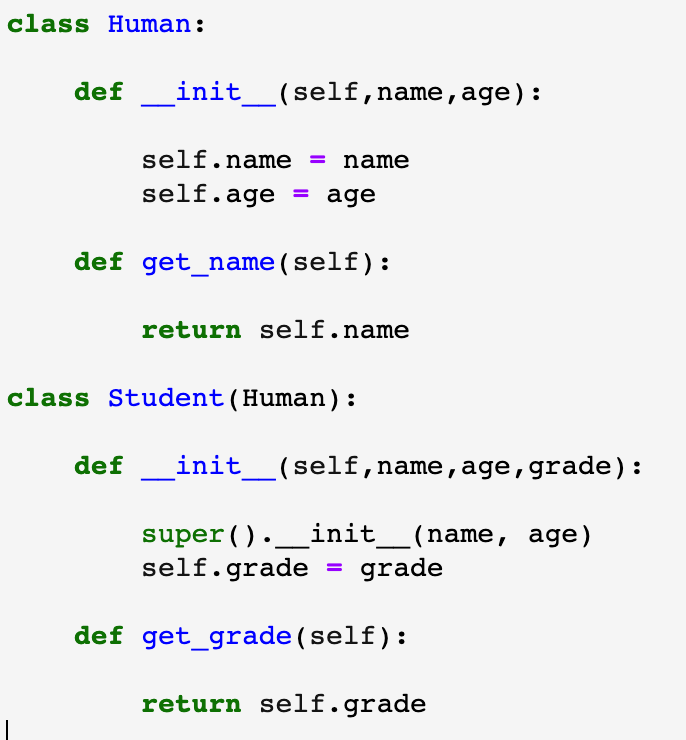 class Human:
    def __init__(self,name,age):
        self.name = name
        self.age = age
    def get_name(self):
        return self.name
class Student(Human):
    def __init__(self,name,age,grade):
        super().__init__(name, age)
        self.grade = grade
    def get_grade(self):
        return self.grade